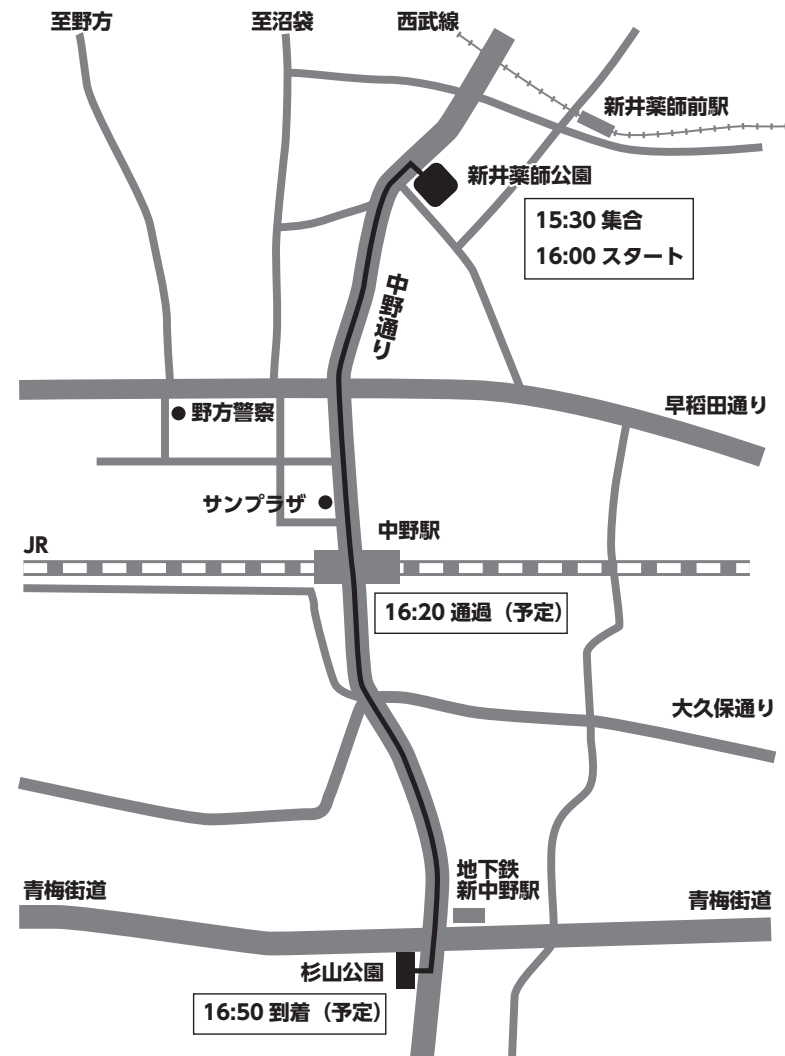 至野方
至沼袋
西武線
新井薬師前駅
新井薬師公園
15:30 集合
16:00 スタート
中野通り
早稲田通り
野方警察
サンプラザ
中野駅
JR
16:20 通過（予定）
大久保通り
地下鉄
新中野駅
青梅街道
青梅街道
杉山公園
16:50 到着（予定）